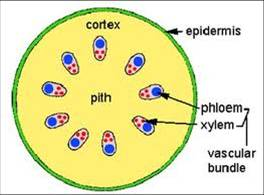 cortex
epidermis
pith
phloem
xylem
vascular
bundle